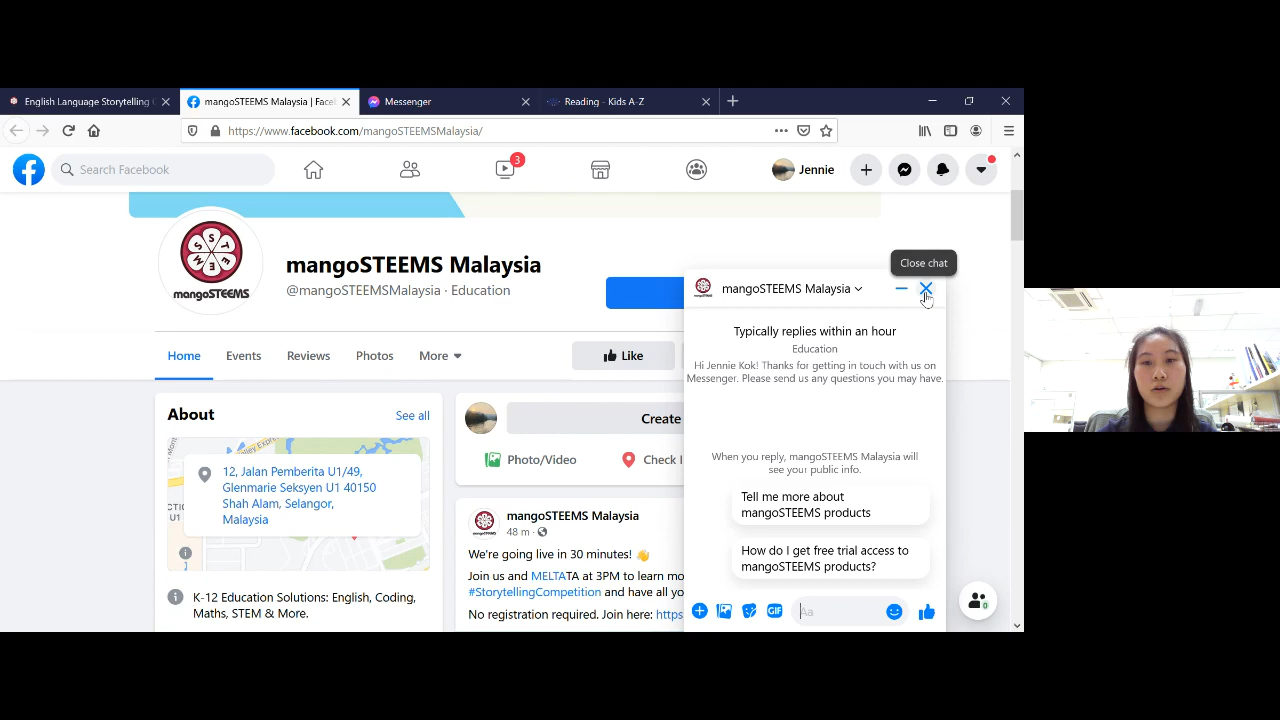 English Language Storytelling
mangoSTEEMS Malaysia | Face
Messenger
Reading - Kids A-Z
https://www.facebook.com/mangoSTEEMSMalaysia/
Search Facebook
3
Jennie
STEEMS
mangoSTEEMS
mangoSTEEMS Malaysia
@mangoSTEEMSMalaysia · Education
Home
Events
Reviews
Photos
More
Like
About
See all
12, Jalan Pemberita U1/49,
Glenmarie Seksyen U1 40150
Shah Alam, Selangor,
Malaysia
U1
K-12 Education Solutions: English, Coding,
Maths, STEM & More.
Create
Photo/Video
Check I
mangoSTEEMS Malaysia
48 m ·
We're going live in 30 minutes! 👋
Join us and MELTATA at 3PM to learn mo
#StorytellingCompetition and have all yo
No registration required. Join here: https
Close chat
mangoSTEEMS Malaysia
Typically replies within an hour
Education
Hi Jennie Kok! Thanks for getting in touch with us on
Messenger. Please send us any questions you may have.
When you reply, mangoSTEEMS Malaysia will
see your public info.
Tell me more about
mangoSTEEMS products
How do I get free trial access to
mangoSTEEMS products?
GIF
Aa
0